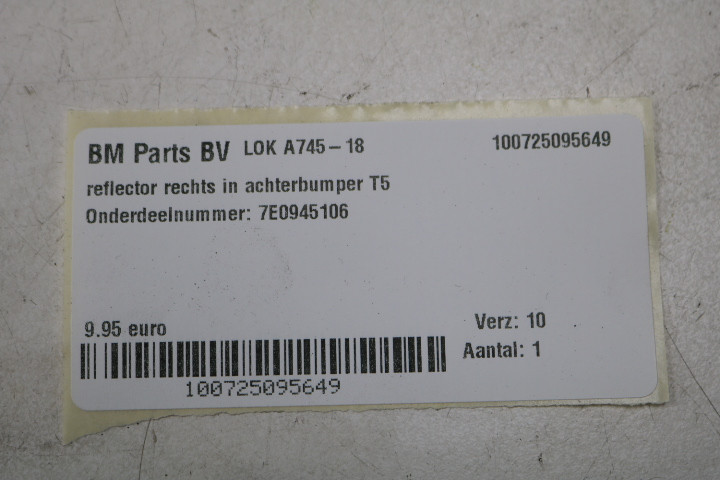 BM Parts BV LOK A745-18 100725095649
reflector rechts in achterbumper T5
Onderdeelnummer: 7E0945106
9.95 euro Verz: 10
Aantal: 1
100725095649